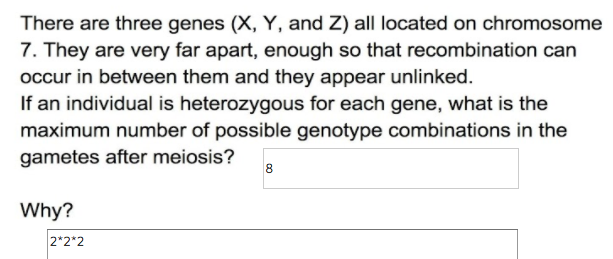 There are three genes (X, Y, and Z) all located on chromosome
7. They are very far apart, enough so that recombination can
occur in between them and they appear unlinked.
If an individual is heterozygous for each gene, what is the
maximum number of possible genotype combinations in the
gametes after meiosis?
8
Why?
2*2*2